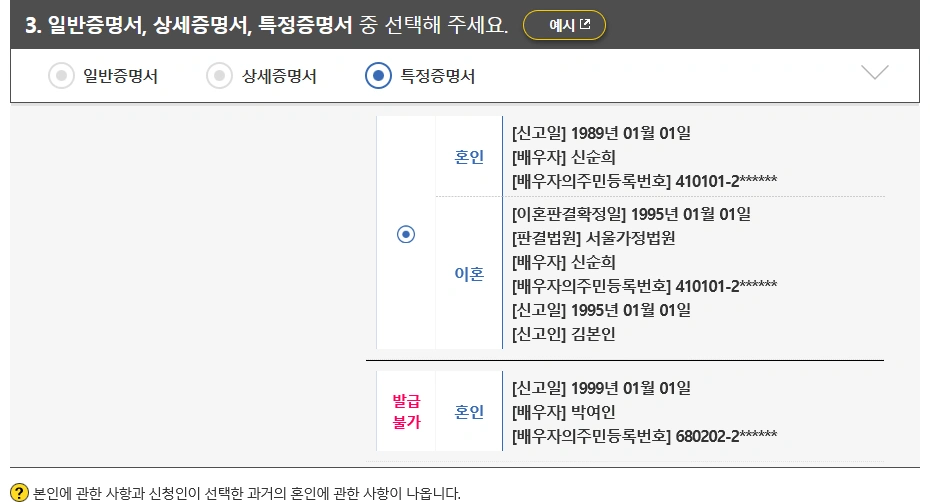 3. 일반증명서, 상세증명서, 특정증명서 중 선택해 주세요. 예시
일반증명서 상세증명서 특정증명서
혼인
[신고일] 1989년 01월 01일
[배우자] 신순희
[배우자의주민등록번호] 410101-2******
이혼
[이혼판결확정일] 1995년 01월 01일
[판결법원] 서울가정법원
[배우자] 신순희
[배우자의주민등록번호] 410101-2******
[신고일] 1995년 01월 01일
[신고인] 김본인
발급
불가
혼인
[신고일] 1999년 01월 01일
[배우자] 박여인
[배우자의주민등록번호] 680202-2******
? 본인에 관한 사항과 신청인이 선택한 과거의 혼인에 관한 사항이 나옵니다.